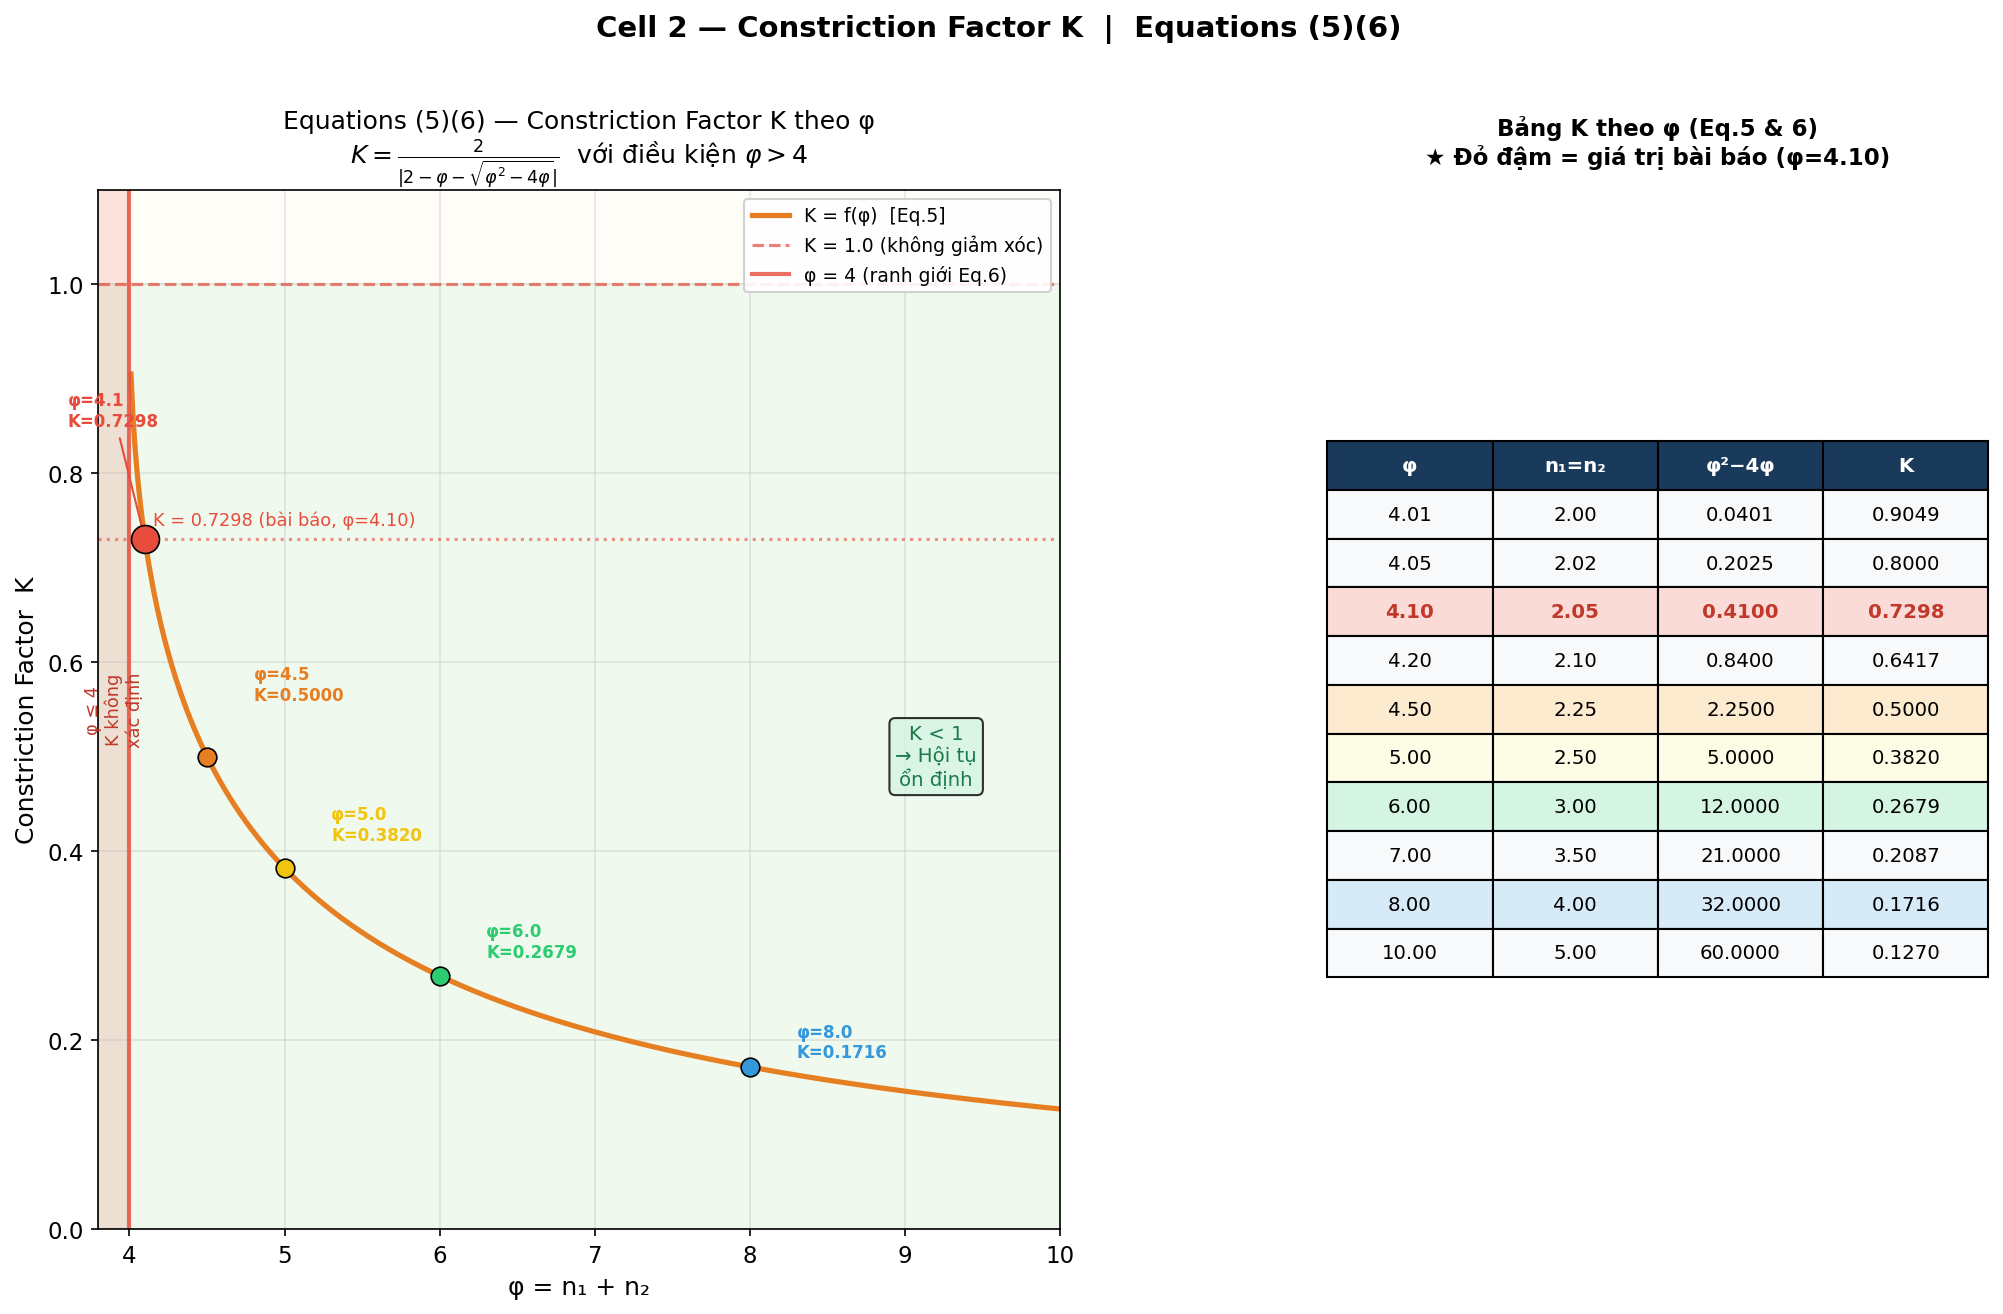 Cell 2 — Constriction Factor K | Equations (5)(6)
Equations (5)(6) — Constriction Factor K theo φ
K = 2 / |2 − φ − √(φ² − 4φ)| với điều kiện φ > 4
K = f(φ) [Eq.5]
K = 1.0 (không giảm xóc)
φ = 4 (ranh giới Eq.6)
Constriction Factor K
1.0
0.8
0.6
0.4
0.2
0.0
φ=4.1
K=0.7298
K = 0.7298 (bài báo, φ=4.10)
φ ≤ 4
K không
xác định
φ=4.5
K=0.5000
K < 1
→ Hội tụ
ổn định
φ=5.0
K=0.3820
φ=6.0
K=0.2679
φ=8.0
K=0.1716
4 5 6 7 8 9 10
φ = n₁ + n₂
Bảng K theo φ (Eq.5 & 6)
★ Đỏ đậm = giá trị bài báo (φ=4.10)
φ n₁=n₂ φ²−4φ K
4.01 2.00 0.0401 0.9049
4.05 2.02 0.2025 0.8000
4.10 2.05 0.4100 0.7298
4.20 2.10 0.8400 0.6417
4.50 2.25 2.2500 0.5000
5.00 2.50 5.0000 0.3820
6.00 3.00 12.0000 0.2679
7.00 3.50 21.0000 0.2087
8.00 4.00 32.0000 0.1716
10.00 5.00 60.0000 0.1270